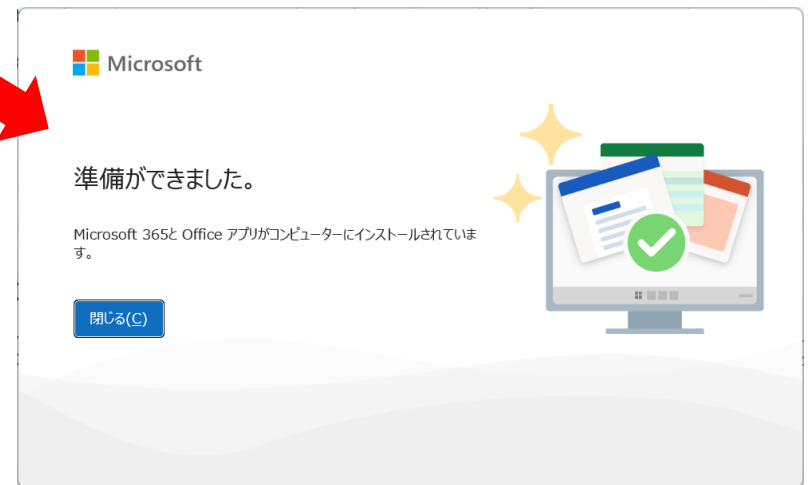 Microsoft
準備ができました。
Microsoft 365と Office アプリがコンピューターにインストールされていま
す。
閉じる(C)